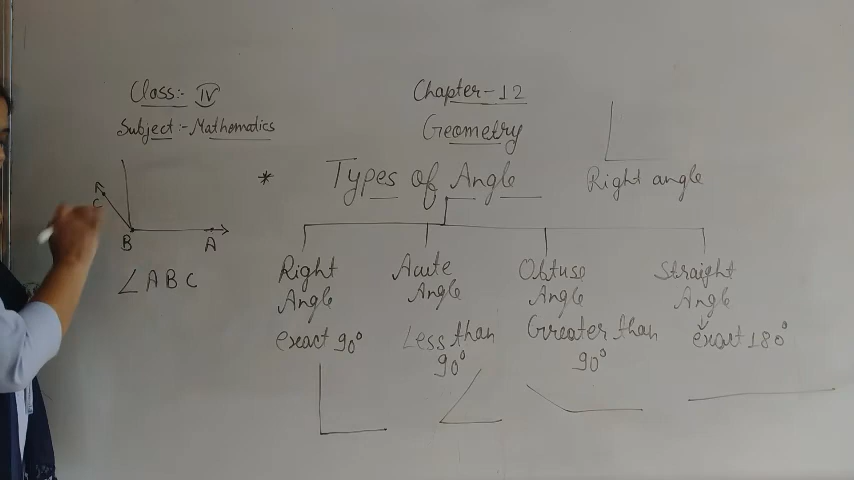 Class:- IV
Subject:- Mathematics
Chapter-12
Geometry
* Types of Angle
Right angle
C
B
A
∠ABC
Right
Angle
exact 90°
Acute
Angle
Less than
90°
Obtuse
Angle
Grreater than
90°
Straight
Angle
exact 180°